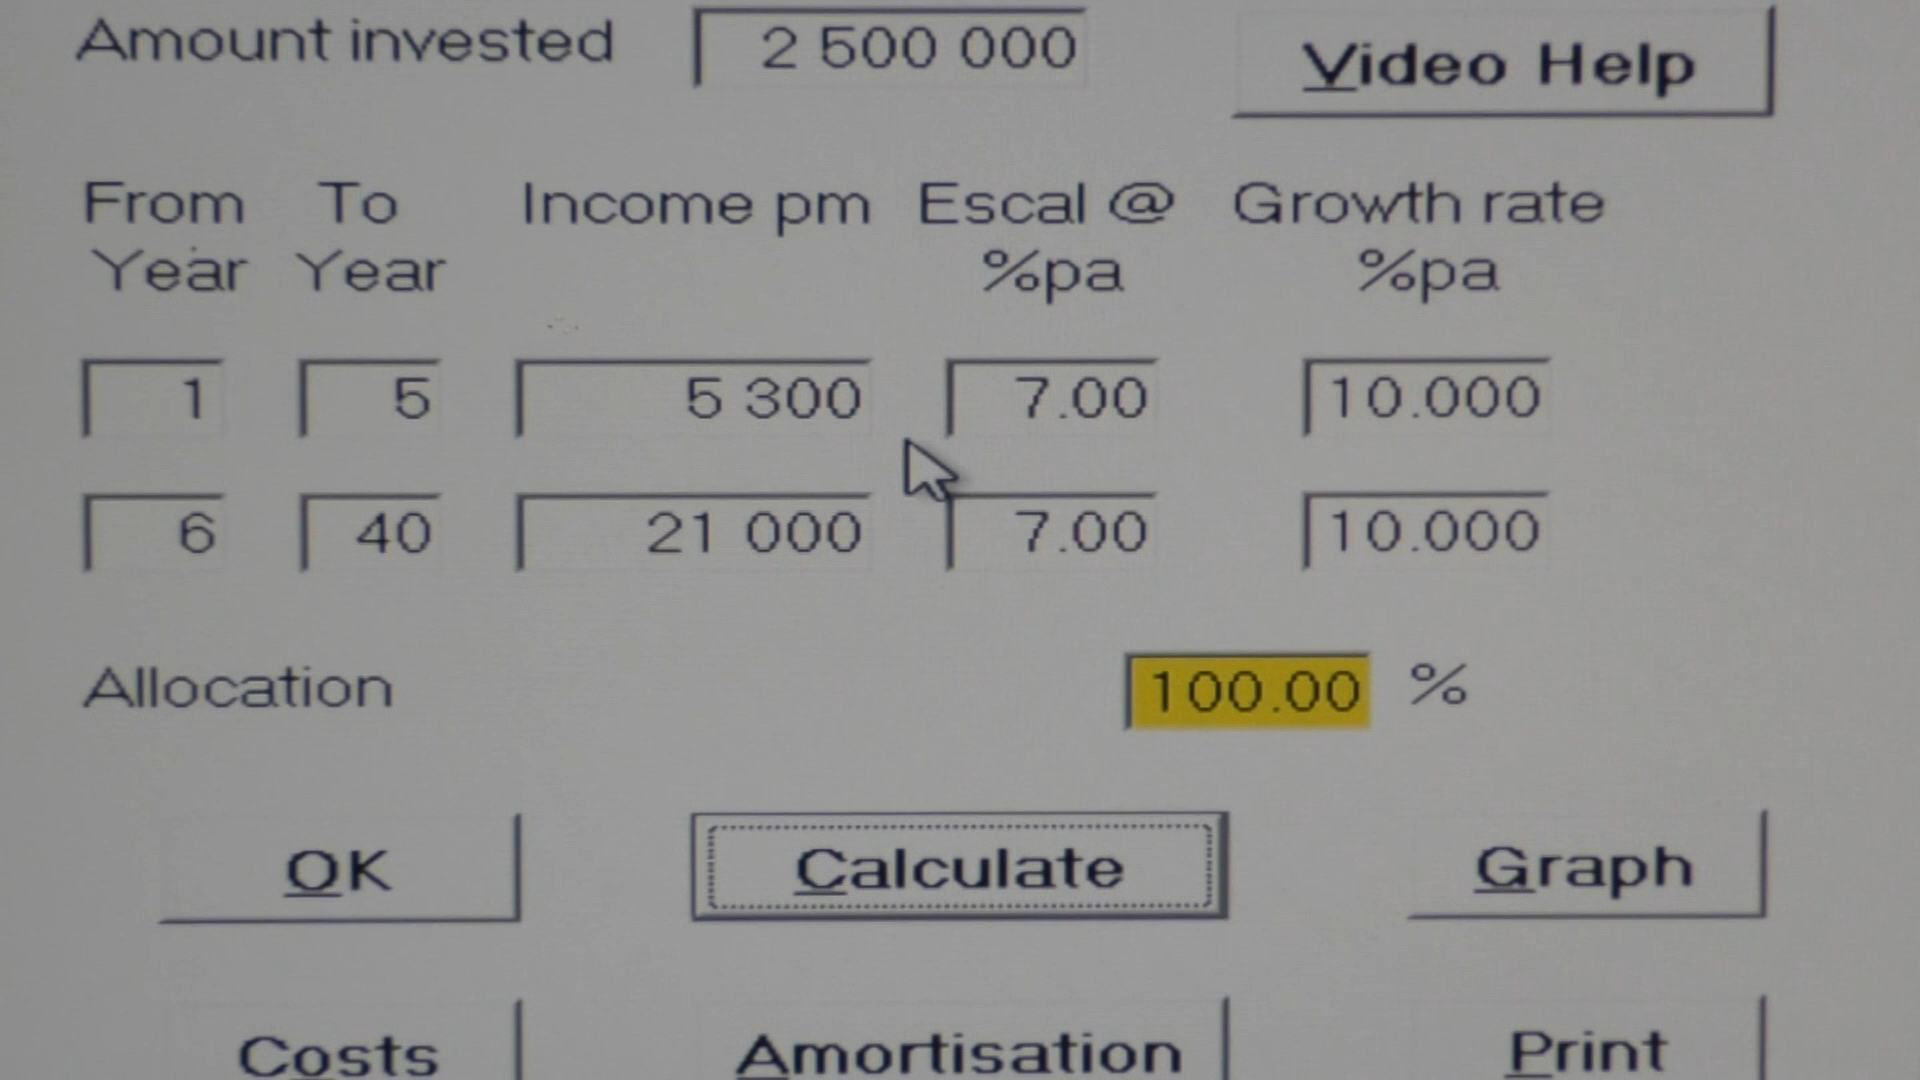 Amount invested 2 500 000 Video Help
From To Income pm Escal @ Growth rate
Year Year %pa %pa
1 5 5 300 7.00 10.000
6 40 21 000 7.00 10.000
Allocation 100.00 %
OK Calculate Graph
Costs Amortisation Print